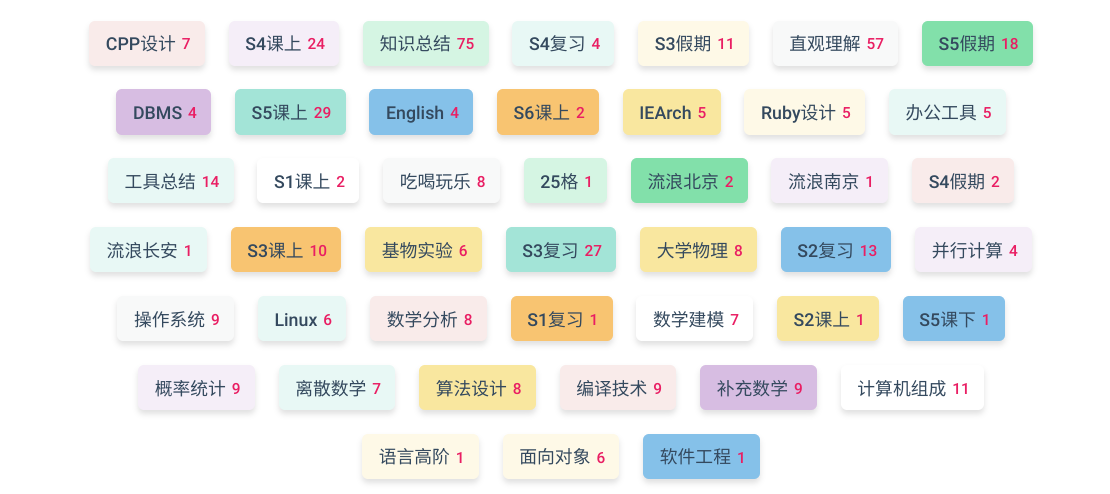 CPP设计 7 S4课上 24 知识总结 75 S4复习 4 S3假期 11 直观理解 57 S5假期 18
DBMS 4 S5课上 29 English 4 S6课上 2 IEArch 5 Ruby设计 5 办公工具 5
工具总结 14 S1课上 2 吃喝玩乐 8 25格 1 流浪北京 2 流浪南京 1 S4假期 2
流浪长安 1 S3课上 10 基物实验 6 S3复习 27 大学物理 8 S2复习 13 并行计算 4
操作系统 9 Linux 6 数学分析 8 S1复习 1 数学建模 7 S2课上 1 S5课下 1
概率统计 9 离散数学 7 算法设计 8 编译技术 9 补充数学 9 计算机组成 11
语言高阶 1 面向对象 6 软件工程 1